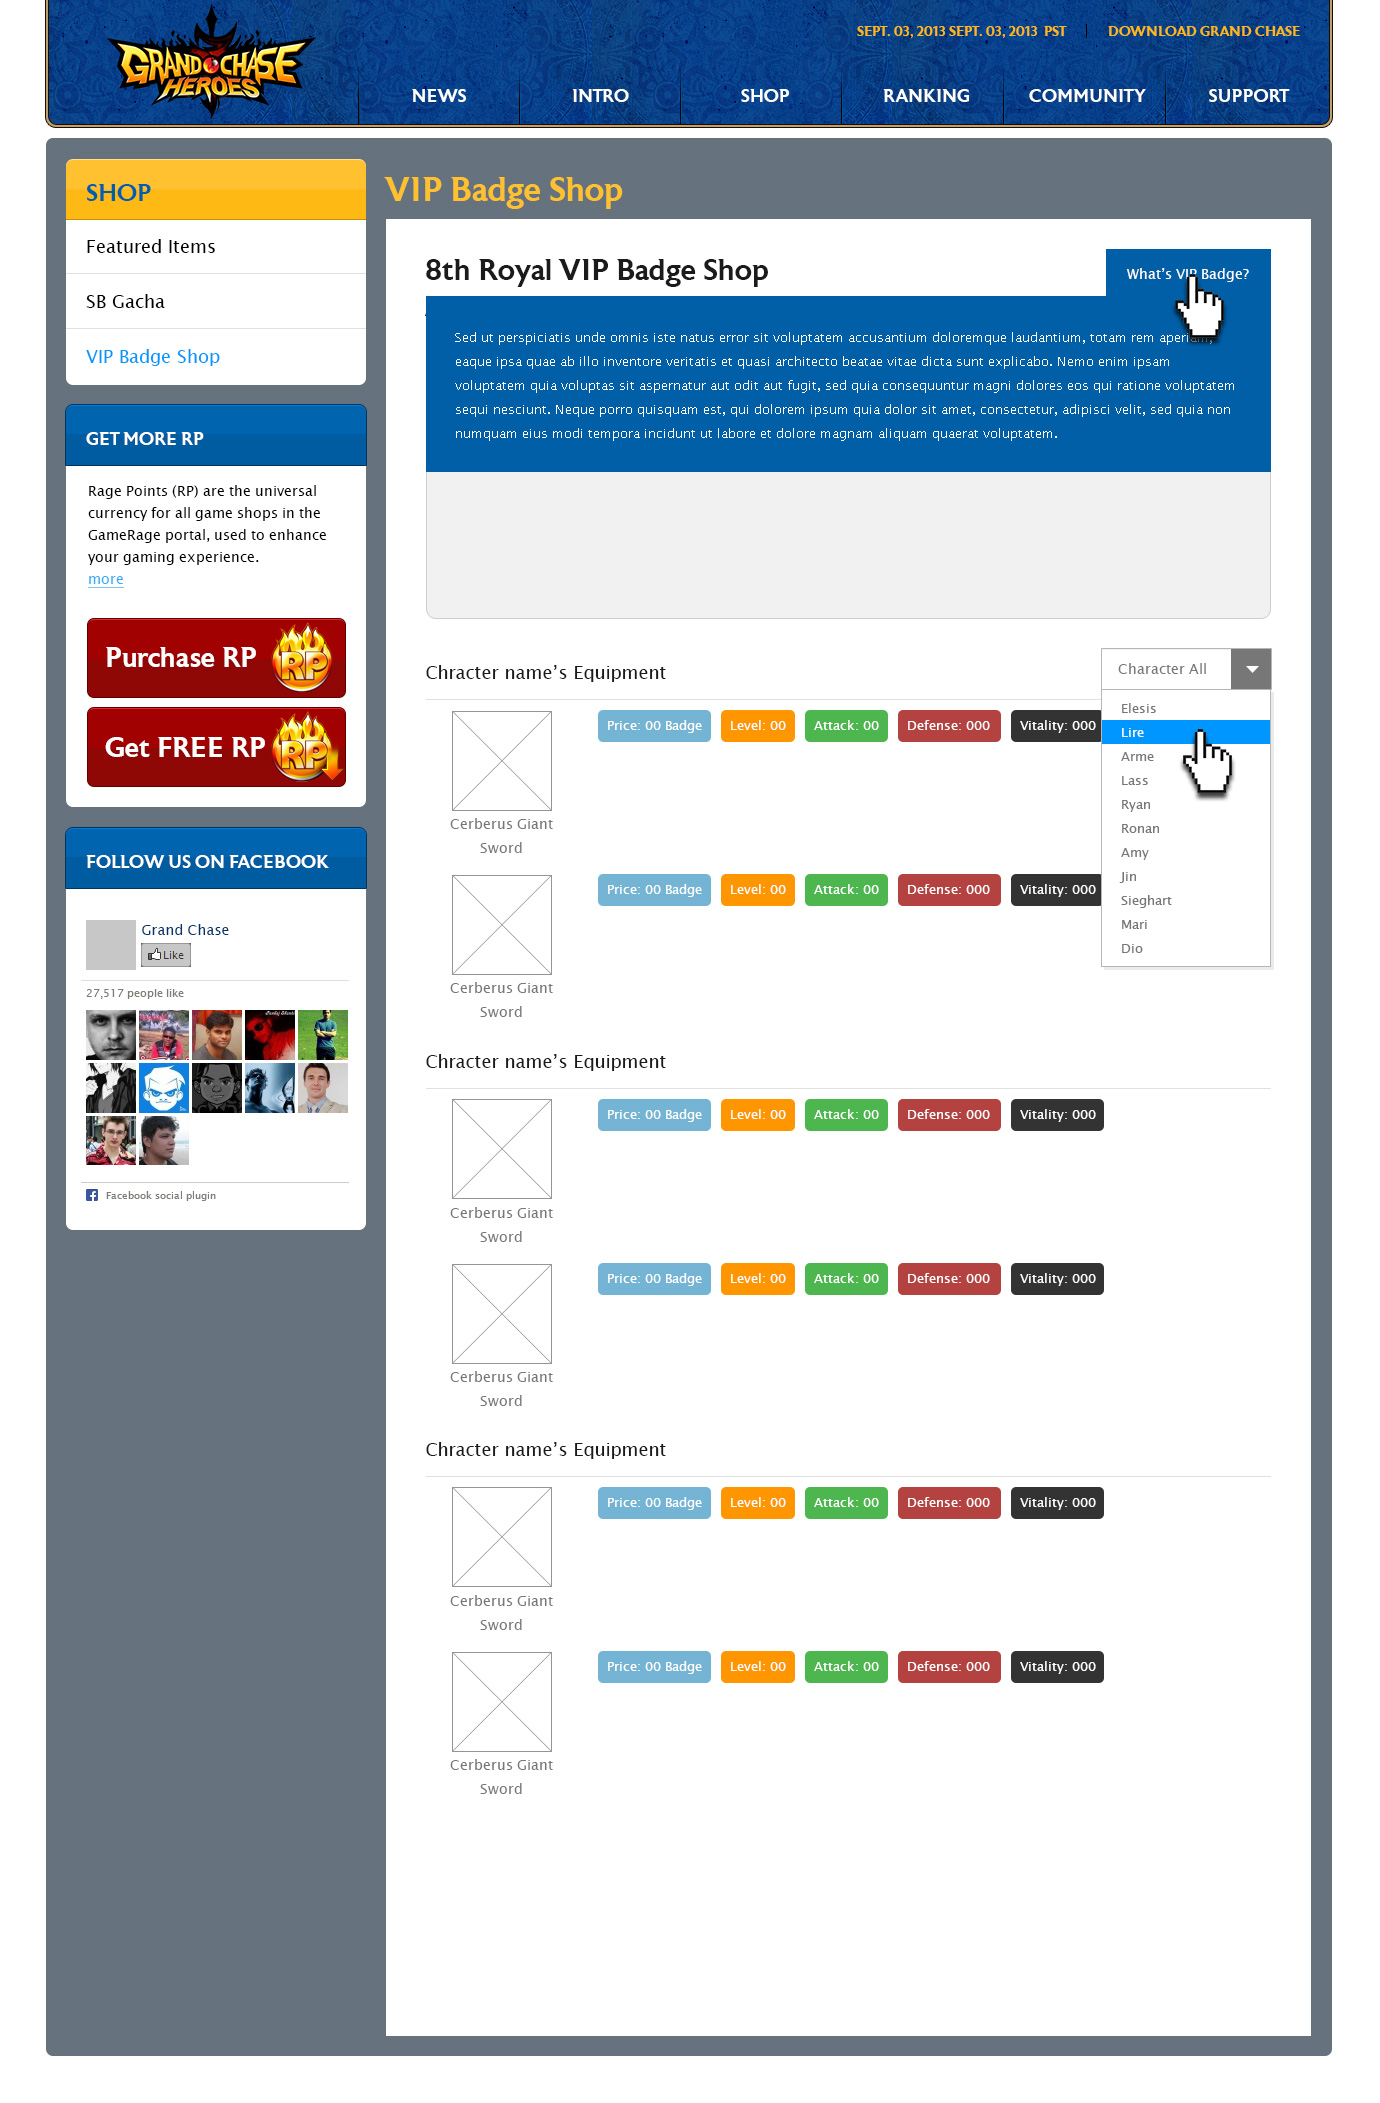 GRAND CHASE
HEROES
SEPT. 03, 2013 SEPT. 03, 2013 PST
DOWNLOAD GRAND CHASE
NEWS
INTRO
SHOP
RANKING
COMMUNITY
SUPPORT
SHOP
Featured Items
SB Gacha
VIP Badge Shop
GET MORE RP
Rage Points (RP) are the universal
currency for all game shops in the
GameRage portal, used to enhance
your gaming experience.
more
Purchase RP
RP
Get FREE RP
RP
FOLLOW US ON FACEBOOK
Grand Chase
Like
27,517 people like
Facebook social plugin
VIP Badge Shop
8th Royal VIP Badge Shop
What's VIP Badge?
Sed ut perspiciatis unde omnis iste natus error sit voluptatem accusantium doloremque laudantium, totam rem aperiam,
eaque ipsa quae ab illo inventore veritatis et quasi architecto beatae vitae dicta sunt explicabo. Nemo enim ipsam
voluptatem quia voluptas sit aspernatur aut odit aut fugit, sed quia consequuntur magni dolores eos qui ratione voluptatem
sequi nesciunt. Neque porro quisquam est, qui dolorem ipsum quia dolor sit amet, consectetur, adipisci velit, sed quia non
numquam eius modi tempora incidunt ut labore et dolore magnam aliquam quaerat voluptatem.
Chracter name's Equipment
Character All
Elesis
Lire
Arme
Lass
Ryan
Ronan
Amy
Jin
Sieghart
Mari
Dio
Price: 00 Badge
Level: 00
Attack: 00
Defense: 000
Vitality: 000
Cerberus Giant
Sword
Price: 00 Badge
Level: 00
Attack: 00
Defense: 000
Vitality: 000
Cerberus Giant
Sword
Chracter name's Equipment
Price: 00 Badge
Level: 00
Attack: 00
Defense: 000
Vitality: 000
Cerberus Giant
Sword
Price: 00 Badge
Level: 00
Attack: 00
Defense: 000
Vitality: 000
Cerberus Giant
Sword
Chracter name's Equipment
Price: 00 Badge
Level: 00
Attack: 00
Defense: 000
Vitality: 000
Cerberus Giant
Sword
Price: 00 Badge
Level: 00
Attack: 00
Defense: 000
Vitality: 000
Cerberus Giant
Sword